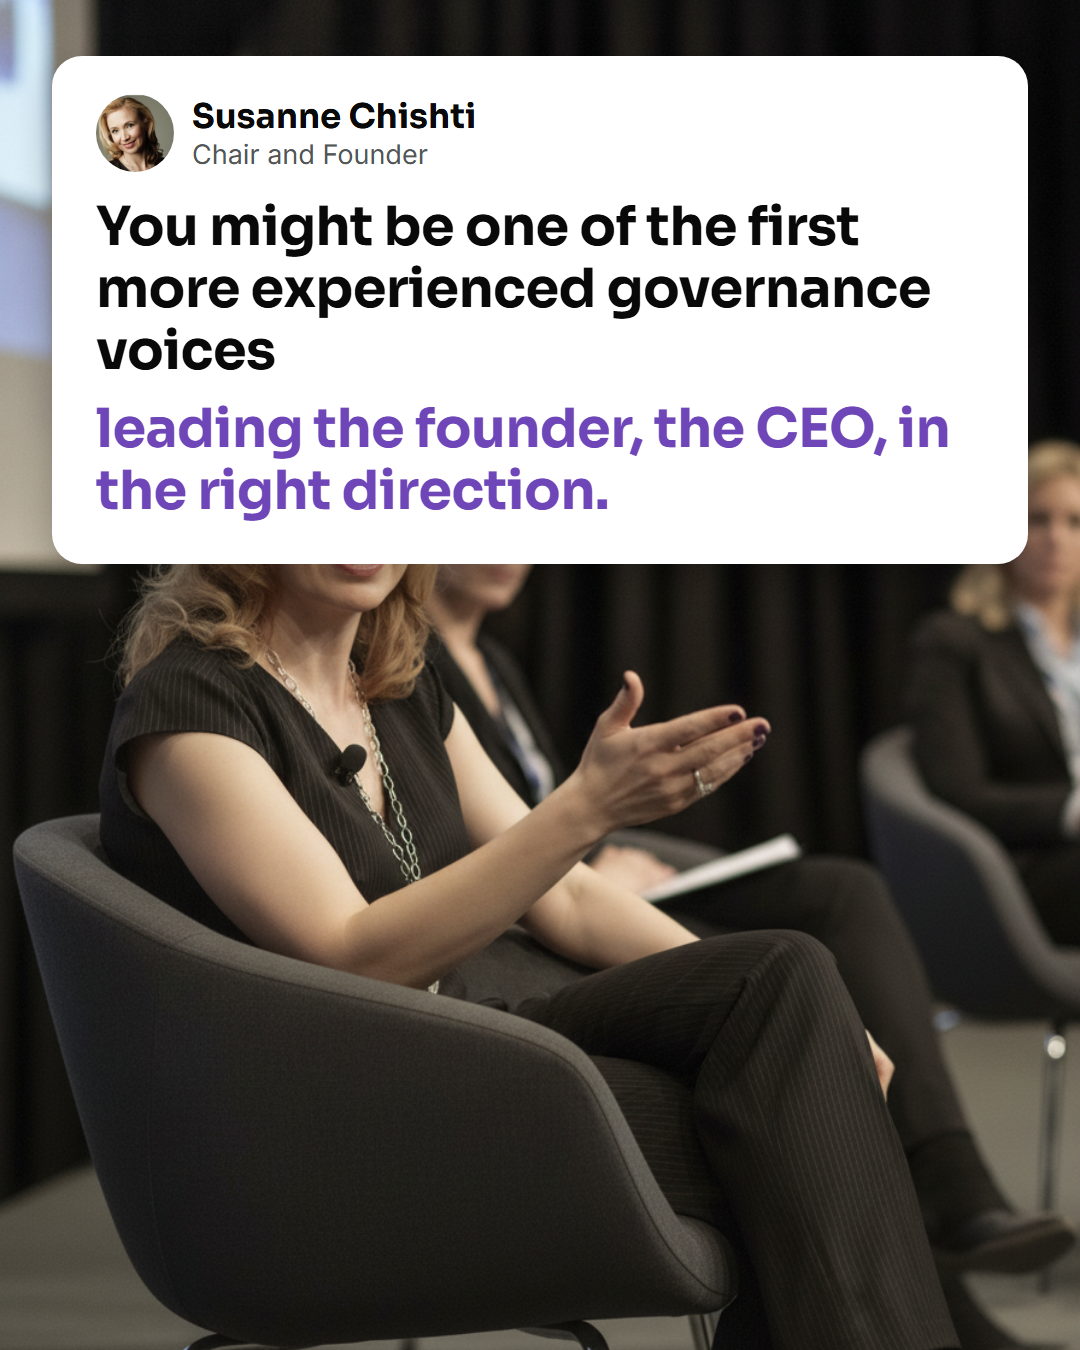 Susanne Chishti
Chair and Founder
You might be one of the first
more experienced governance
voices
leading the founder, the CEO, in
the right direction.